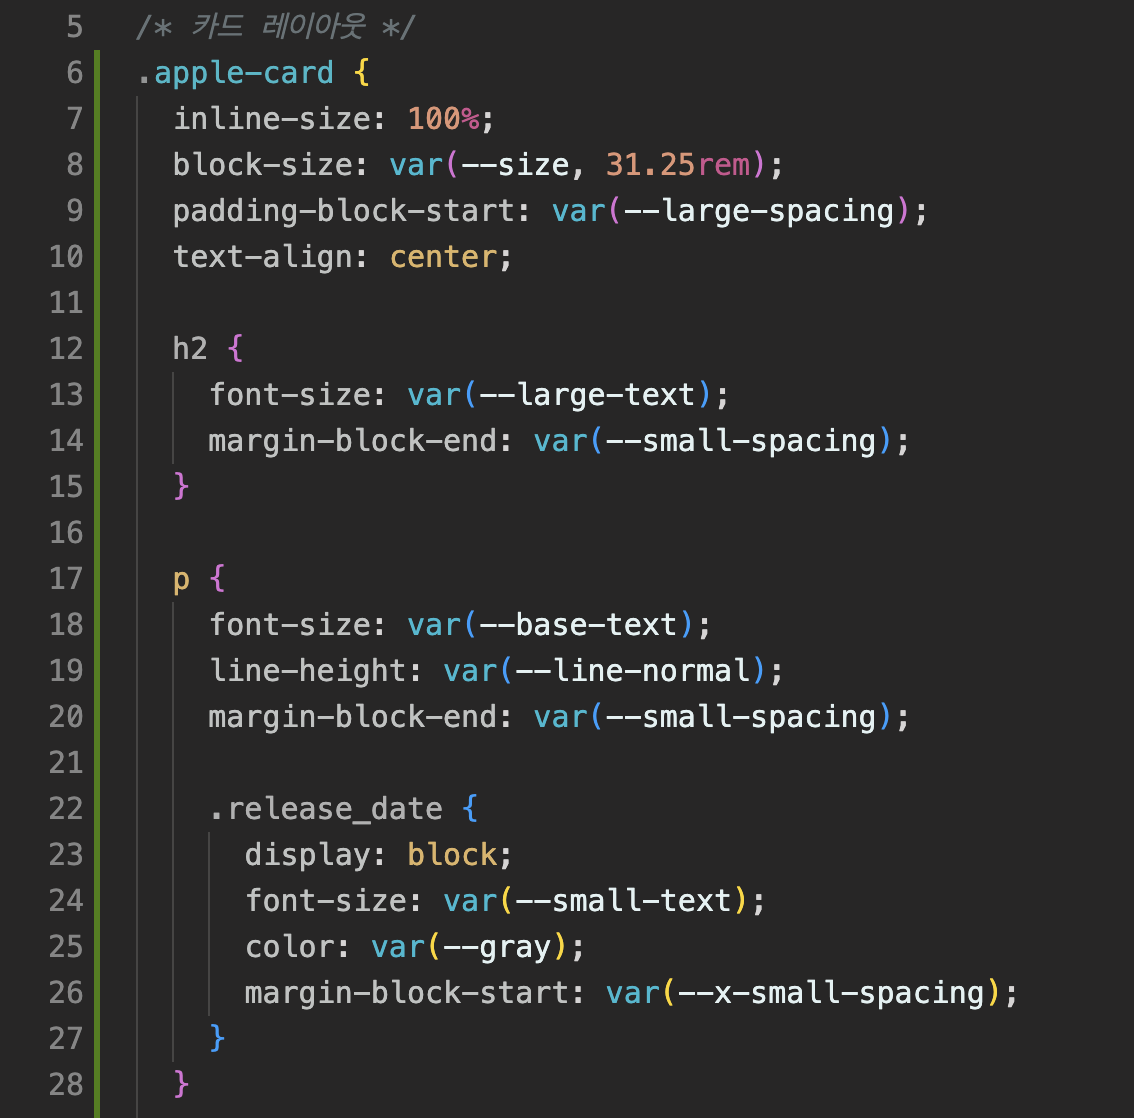 5 /* 카드 레이아웃 */
6 .apple-card {
7 inline-size: 100%;
8 block-size: var(--size, 31.25rem);
9 padding-block-start: var(--large-spacing);
10 text-align: center;
11
12 h2 {
13 font-size: var(--large-text);
14 margin-block-end: var(--small-spacing);
15 }
16
17 p {
18 font-size: var(--base-text);
19 line-height: var(--line-normal);
20 margin-block-end: var(--small-spacing);
21
22 .release_date {
23 display: block;
24 font-size: var(--small-text);
25 color: var(--gray);
26 margin-block-start: var(--x-small-spacing);
27 }
28 }